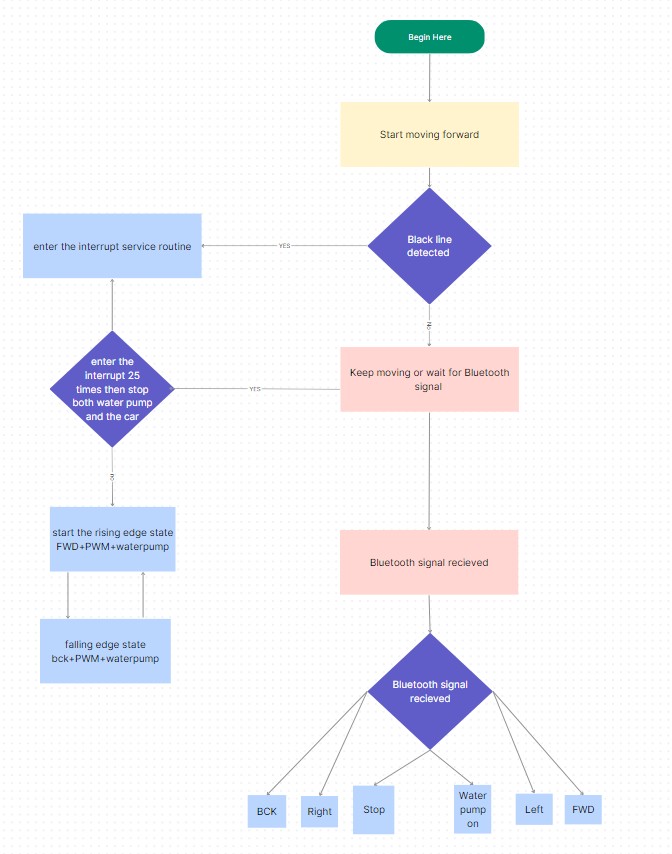 Begin Here
Start moving forward
Black line
detected
YES
enter the interrupt service routine
NO
Keep moving or wait for Bluetooth
signal
enter the
interrupt 25
times then stop
both water pump
and the car
YES
NO
start the rising edge state
FWD+PWM+waterpump
Bluetooth signal recieved
falling edge state
bck+PWM+waterpump
Bluetooth signal
recieved
BCK
Right
Stop
Water
pump
on
Left
FWD